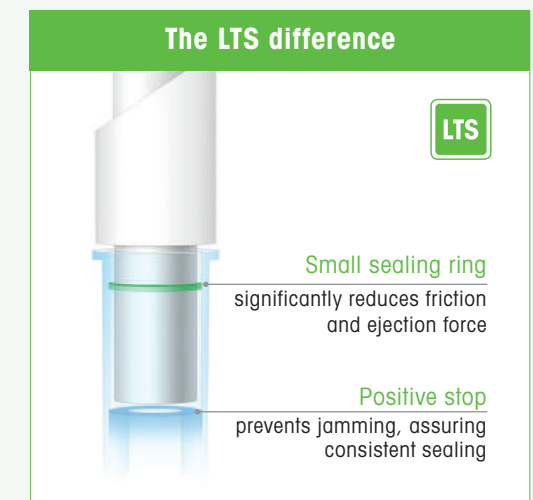 The LTS difference
LTS
Small sealing ring
significantly reduces friction
and ejection force
Positive stop
prevents jamming, assuring
consistent sealing